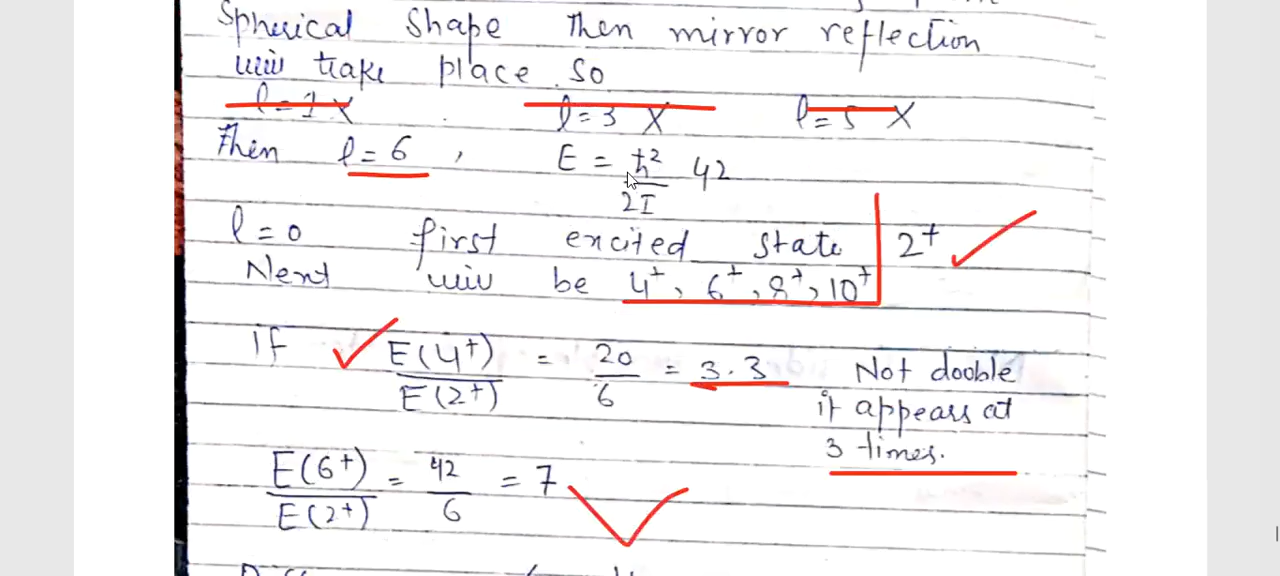 Spherical Shape then mirror reflection
will take place so
l = 1 X l = 3 X l = 5 X
Then l = 6 , E = ħ²/2I 42
l = 0 first excited state 2⁺
Next will be 4⁺, 6⁺, 8⁺, 10⁺
If E(4⁺)/E(2⁺) = 20/6 = 3.3 Not dooble
it appears at
3 times.
E(6⁺)/E(2⁺) = 42/6 = 7